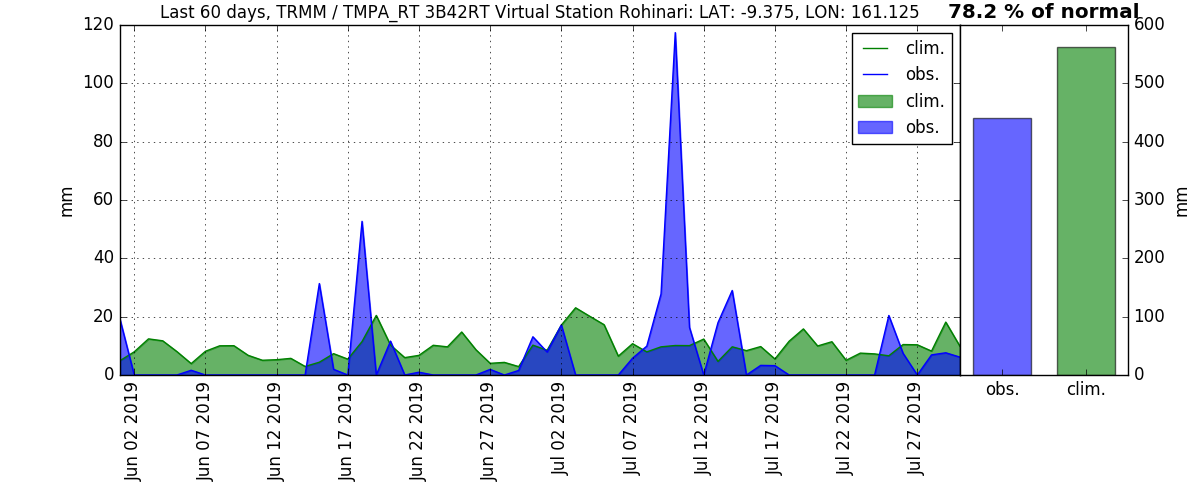 Last 60 days, TRMM / TMPA_RT 3B42RT Virtual Station Rohinari: LAT: -9.375, LON: 161.125
78.2 % of normal
120
100
80
60
40
20
0
mm
clim.
obs.
clim.
obs.
Jun 02 2019
Jun 07 2019
Jun 12 2019
Jun 17 2019
Jun 22 2019
Jun 27 2019
Jul 02 2019
Jul 07 2019
Jul 12 2019
Jul 17 2019
Jul 22 2019
Jul 27 2019
600
500
400
300
200
100
0
mm
obs.
clim.